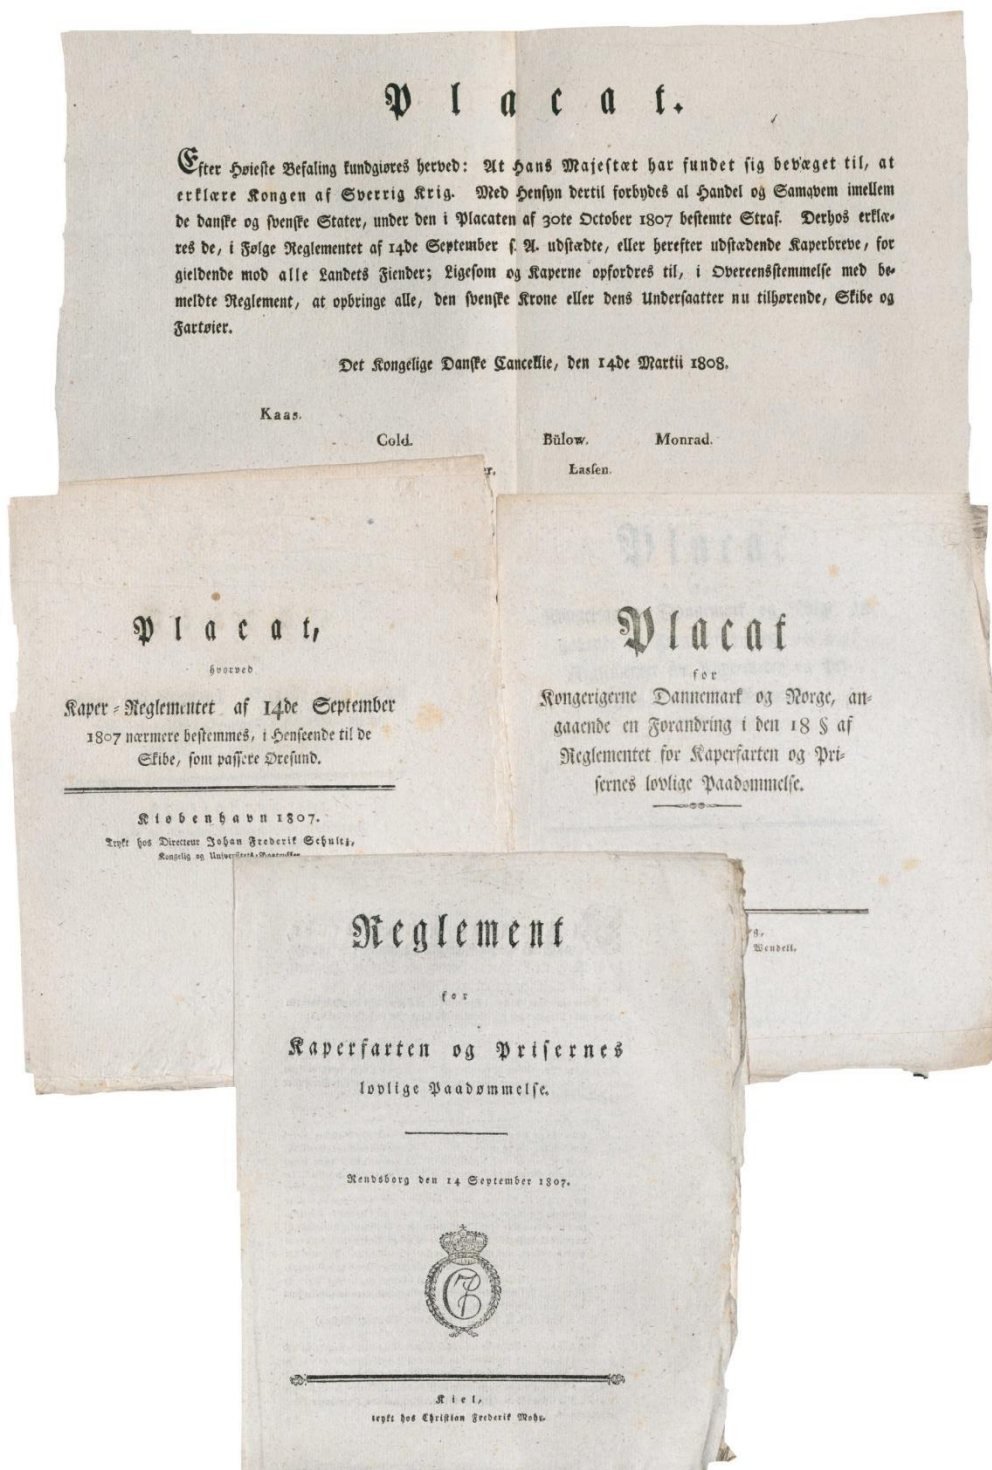 Placat.
Efter Høieste Befaling kundgiøres herved: At Hans Majestæt har fundet sig bevæget til, at
erklære Kongen af Sverrig Krig. Med Hensyn dertil forbydes al Handel og Samqvem imellem
de danske og svenske Stater, under den i Placaten af 30te October 1807 bestemte Straf. Derhos erklæ-
res de, i Følge Reglementet af 14de September s. A. udstædte, eller herefter udstædende Kaperbreve, for
gieldende mod alle Landets Fiender; Ligesom og Kaperne opfordres til, i Overeensstemmelse med be-
meldte Reglement, at opbringe alle, den svenske Krone eller dens Undersaatter nu tilhørende, Skibe og
Fartøier.
Det Kongelige Danske Cancellie, den 14de Martii 1808.
Kaas.
Cold. Bülow. Monrad.
er. Lassen.
Placat,
hvorved
Kaper-Reglementet af 14de September
1807 nærmere bestemmes, i Henseende til de
Skibe, som passere Øresund.
Kiøbenhavn 1807.
Trykt hos Directeur Johan Frederik Schultz,
Kongelig og Universitets-Bogtrykker.
Placat
for
Kongerigerne Dannemark og Norge, an-
gaaende en Forandring i den 18 § af
Reglementet for Kaperfarten og Pri-
sernes lovlige Paadømmelse.
rg,
Wendell.
Reglement
for
Kaperfarten og Prisernes
lovlige Paadømmelse.
Rendsborg den 14 September 1807.
C7
Kiel,
trykt hos Christian Frederik Mohr.